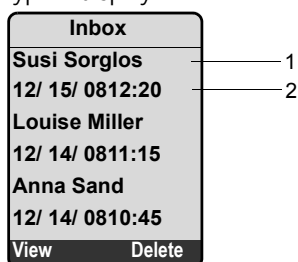 Inbox
Susi Sorglos 1
12/ 15/ 0812:20 2
Louise Miller
12/ 14/ 0811:15
Anna Sand
12/ 14/ 0810:45
View Delete